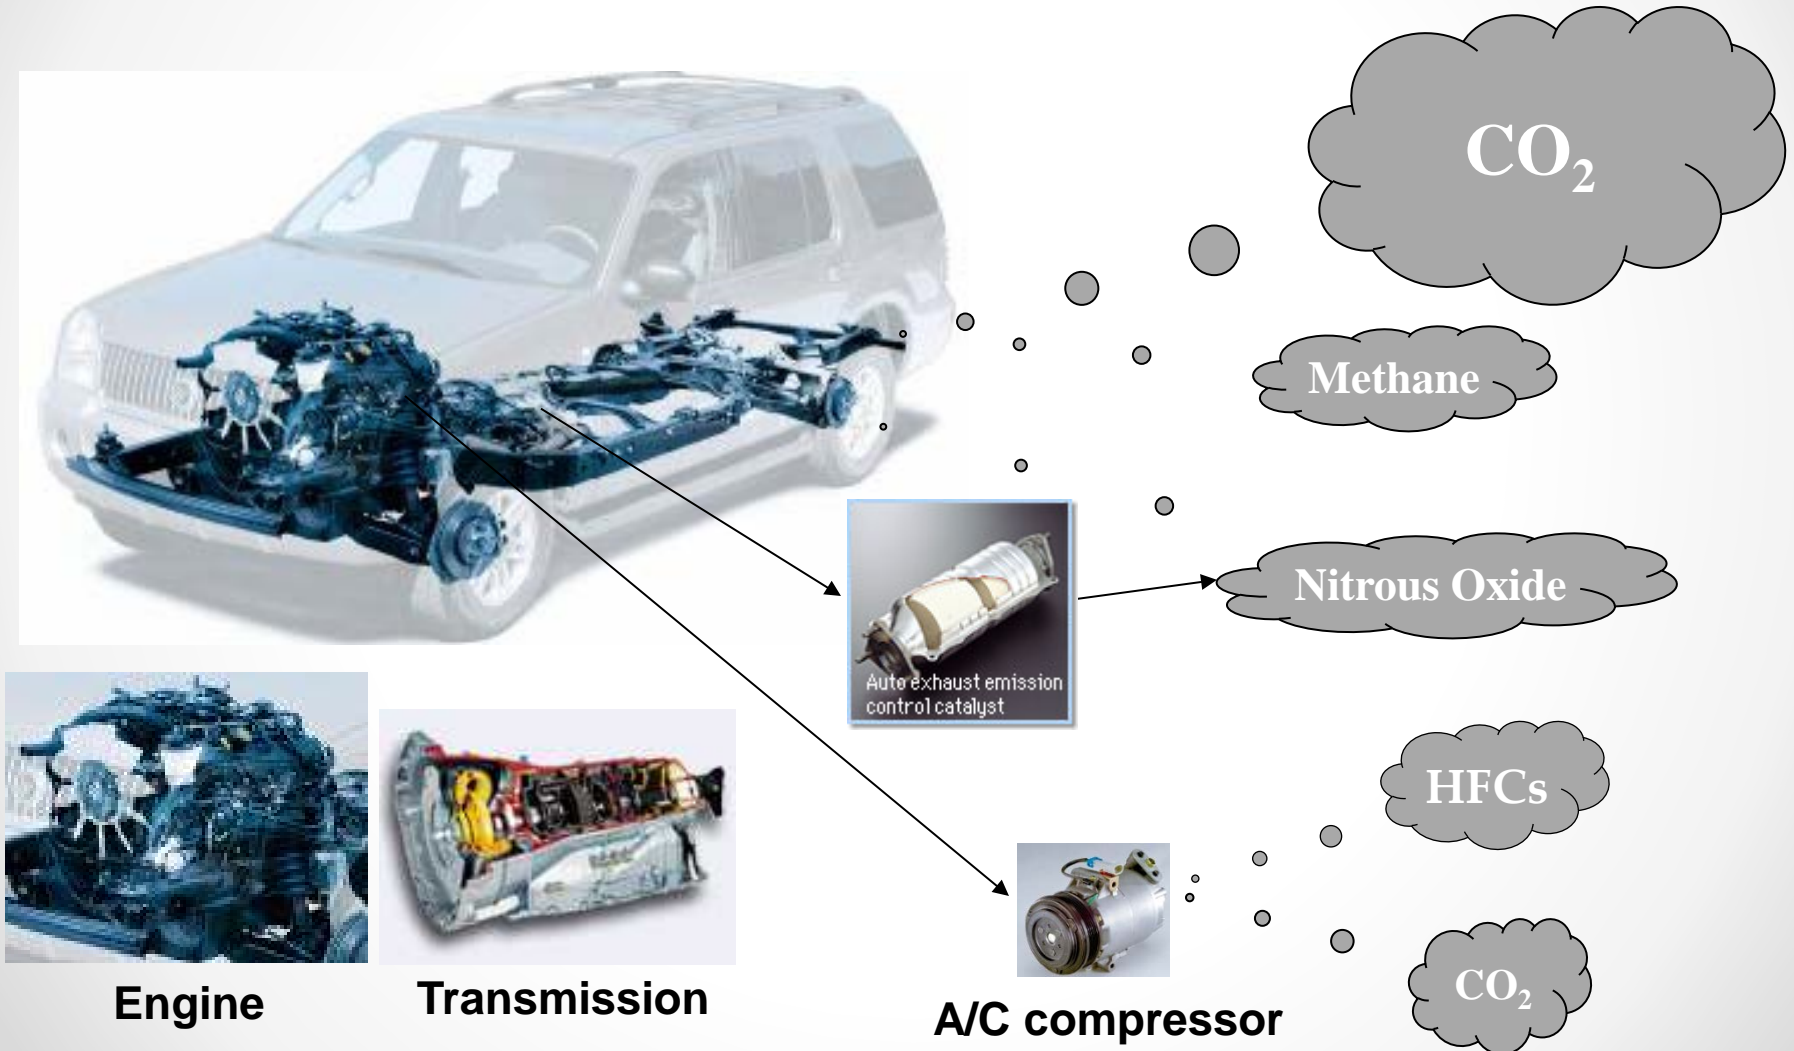 CO₂
Methane
Nitrous Oxide
Auto exhaust emission
control catalyst
HFCs
CO₂
Engine
Transmission
A/C compressor